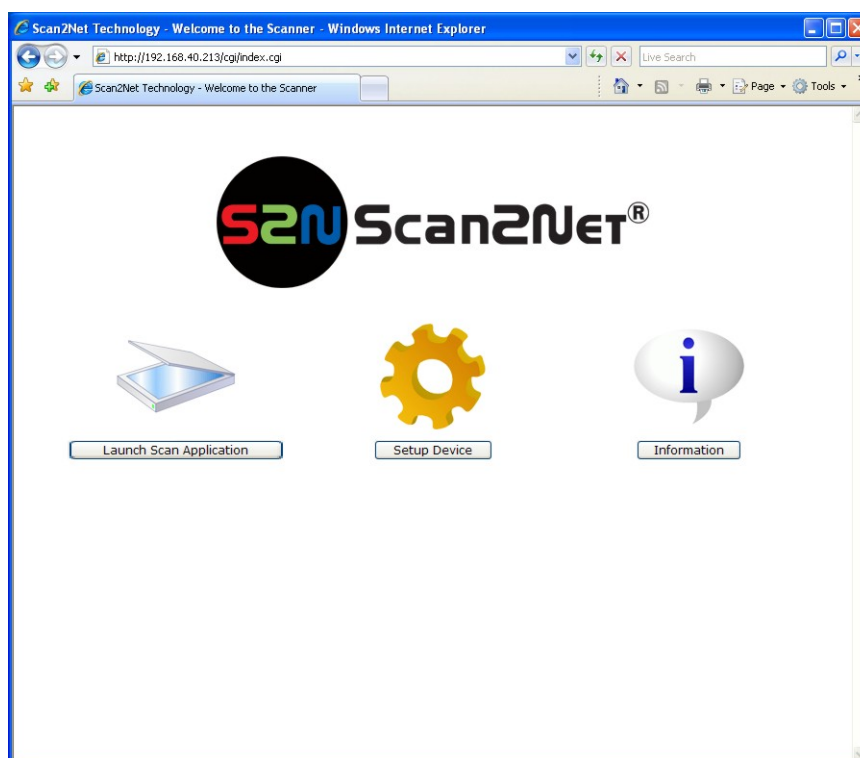 Scan2Net Technology - Welcome to the Scanner - Windows Internet Explorer
http://192.168.40.213/cgi/index.cgi
Live Search
Scan2Net Technology - Welcome to the Scanner
Page
Tools
S2N Scan2Net®
Launch Scan Application
Setup Device
Information